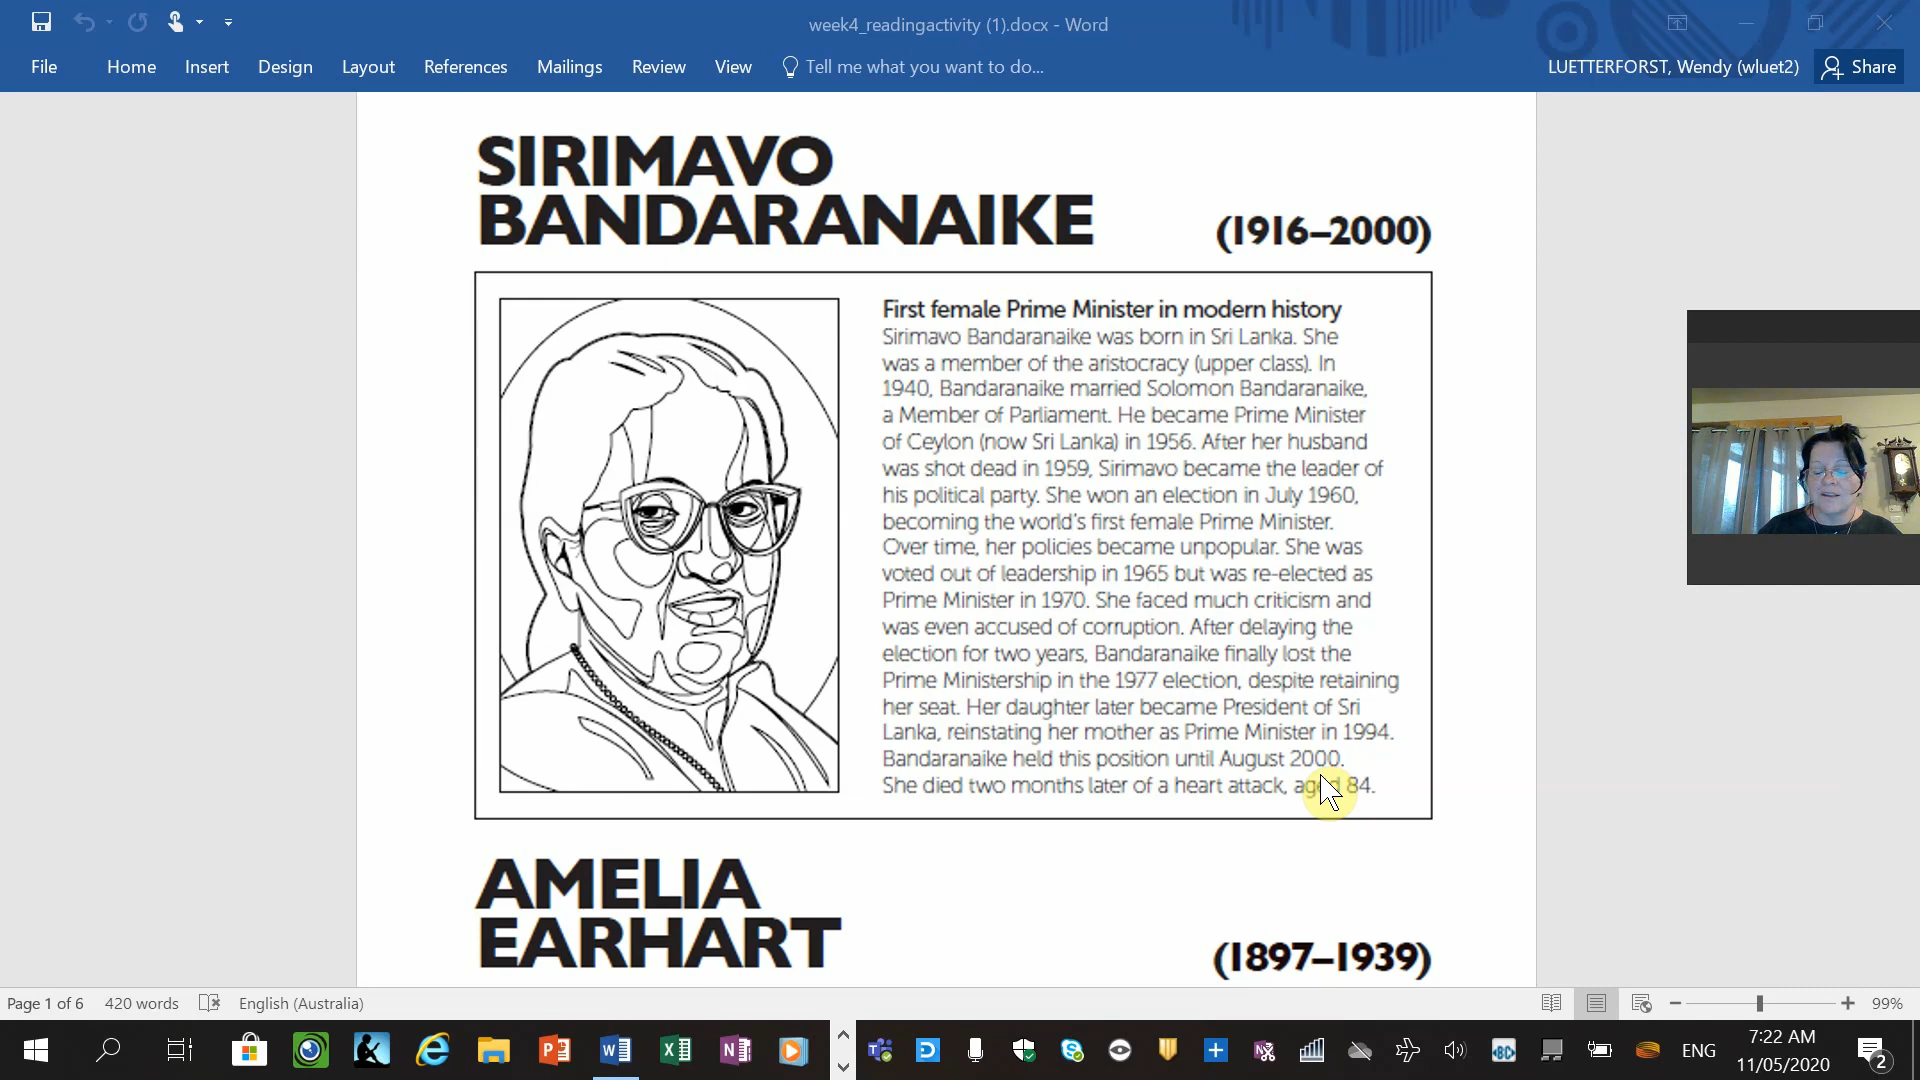 week4_readingactivity (1).docx - Word
File Home Insert Design Layout References Mailings Review View Tell me what you want to do... LUETTERFORST, Wendy (wluet2) Share
SIRIMAVO
BANDARANAIKE (1916–2000)
First female Prime Minister in modern history
Sirimavo Bandaranaike was born in Sri Lanka. She
was a member of the aristocracy (upper class). In
1940, Bandaranaike married Solomon Bandaranaike,
a Member of Parliament. He became Prime Minister
of Ceylon (now Sri Lanka) in 1956. After her husband
was shot dead in 1959, Sirimavo became the leader of
his political party. She won an election in July 1960,
becoming the world's first female Prime Minister.
Over time, her policies became unpopular. She was
voted out of leadership in 1965 but was re-elected as
Prime Minister in 1970. She faced much criticism and
was even accused of corruption. After delaying the
election for two years, Bandaranaike finally lost the
Prime Ministership in the 1977 election, despite retaining
her seat. Her daughter later became President of Sri
Lanka, reinstating her mother as Prime Minister in 1994.
Bandaranaike held this position until August 2000.
She died two months later of a heart attack, aged 84.
AMELIA
EARHART (1897–1939)
Page 1 of 6 420 words English (Australia) 99%
ENG 7:22 AM
11/05/2020 2